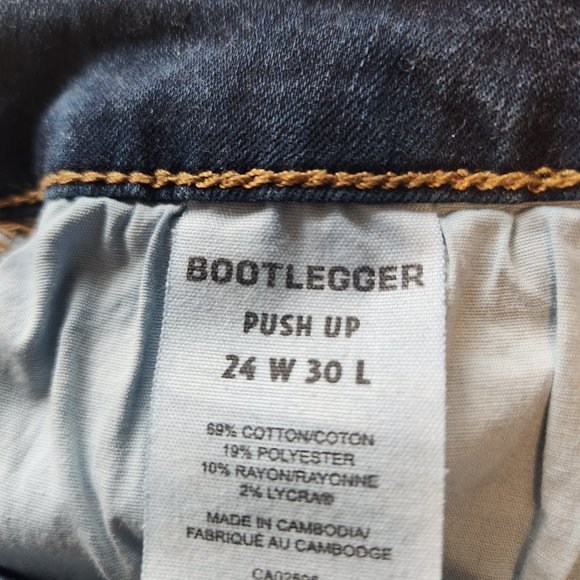 BOOTLEGGER
PUSH UP
24 W 30 L
69% COTTON/COTON
19% POLYESTER
10% RAYON/RAYONNE
2% LYCRA®
MADE IN CAMBODIA/
FABRIQUÉ AU CAMBODGE